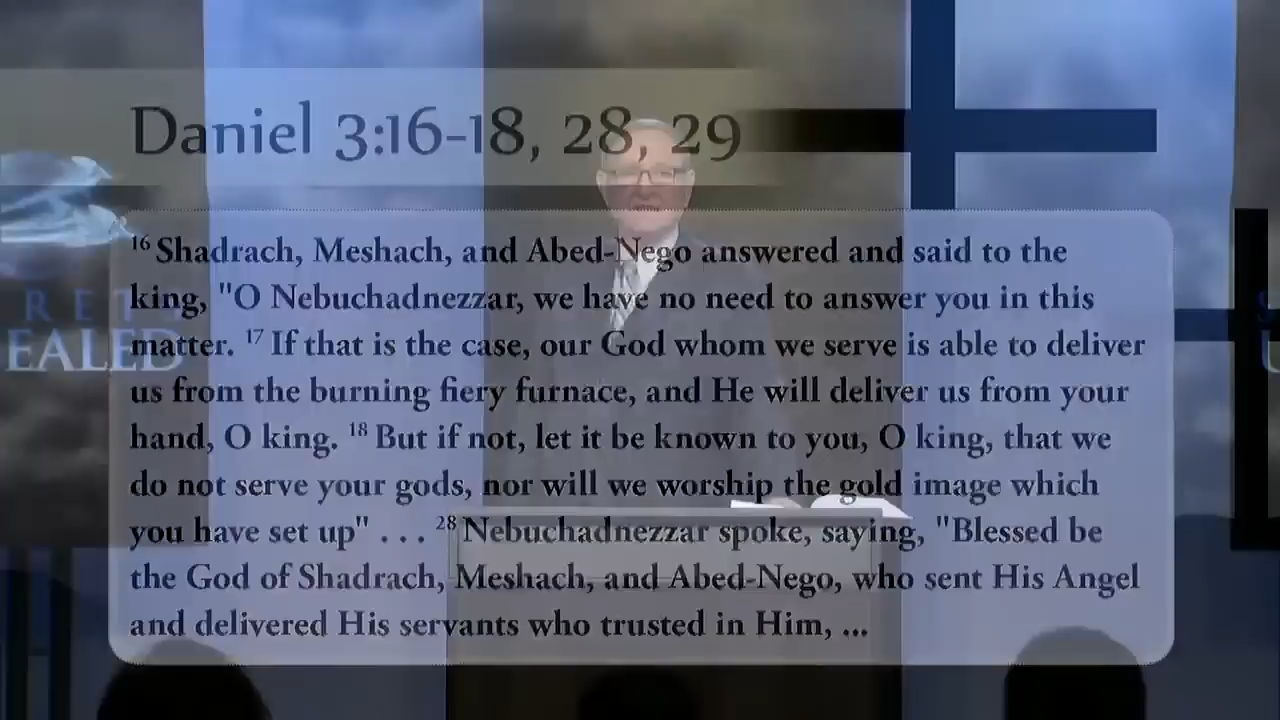 Daniel 3:16-18, 28, 29
16 Shadrach, Meshach, and Abed-Nego answered and said to the
king, "O Nebuchadnezzar, we have no need to answer you in this
matter. 17 If that is the case, our God whom we serve is able to deliver
us from the burning fiery furnace, and He will deliver us from your
hand, O king. 18 But if not, let it be known to you, O king, that we
do not serve your gods, nor will we worship the gold image which
you have set up" . . . 28 Nebuchadnezzar spoke, saying, "Blessed be
the God of Shadrach, Meshach, and Abed-Nego, who sent His Angel
and delivered His servants who trusted in Him, ...
RET
EALED